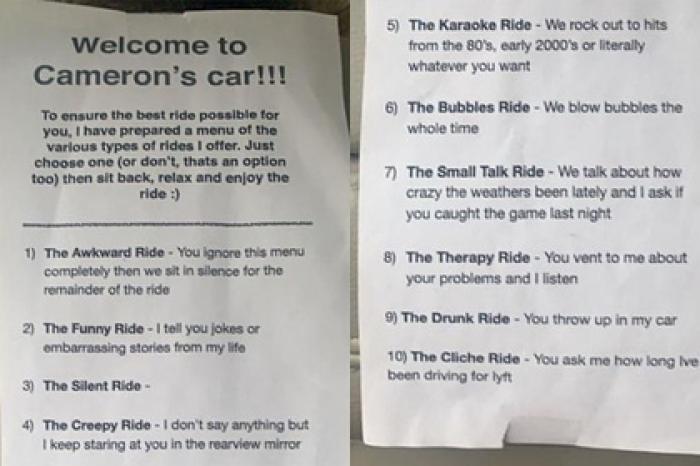 Welcome to
Cameron's car!!!
To ensure the best ride possible for
you, I have prepared a menu of the
various types of rides I offer. Just
choose one (or don't, thats an option
too) then sit back, relax and enjoy the
ride :)
1) The Awkward Ride - You ignore this menu
completely then we sit in silence for the
remainder of the ride
2) The Funny Ride - I tell you jokes or
embarrassing stories from my life
3) The Silent Ride -
4) The Creepy Ride - I don't say anything but
I keep staring at you in the rearview mirror
5) The Karaoke Ride - We rock out to hits
from the 80's, early 2000's or literally
whatever you want
6) The Bubbles Ride - We blow bubbles the
whole time
7) The Small Talk Ride - We talk about how
crazy the weathers been lately and I ask if
you caught the game last night
8) The Therapy Ride - You vent to me about
your problems and I listen
9) The Drunk Ride - You throw up in my car
10) The Cliche Ride - You ask me how long Ive
been driving for lyft